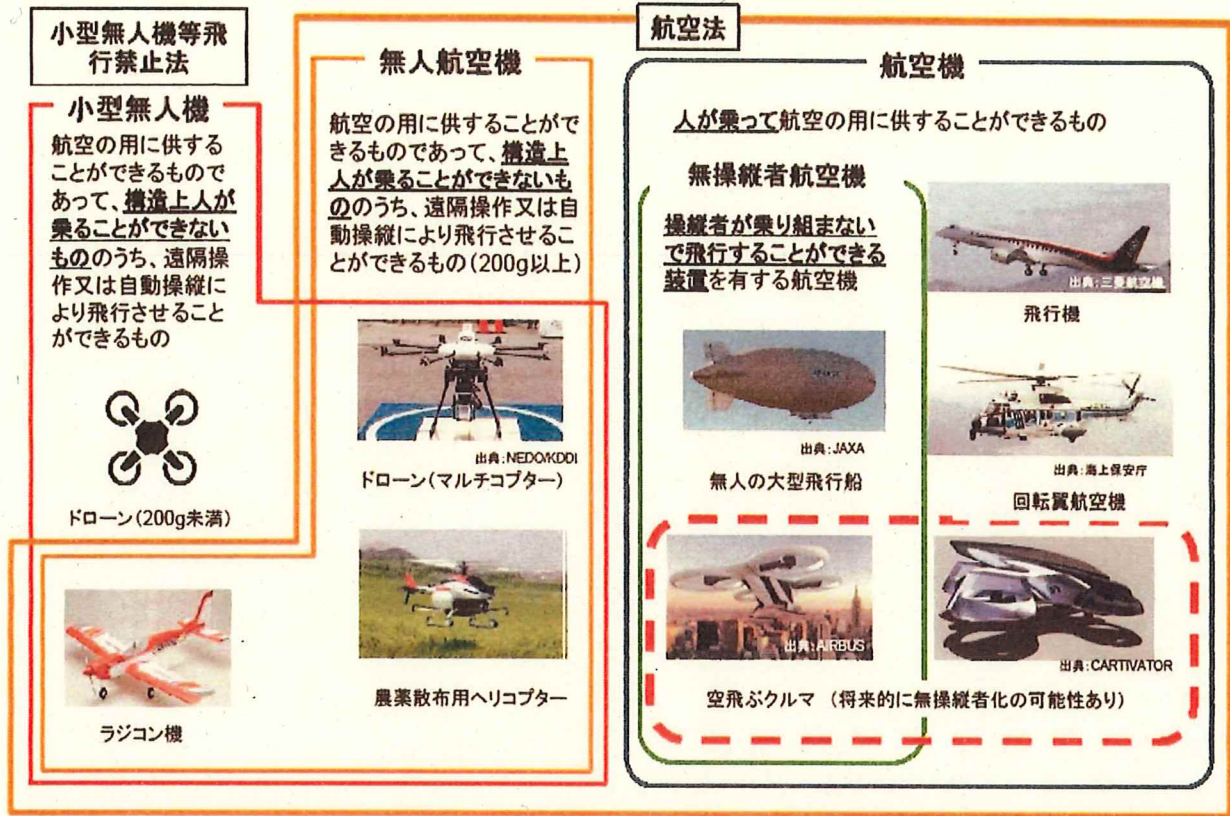 小型無人機等飛
行禁止法
小型無人機
航空の用に供する
ことができるもので
あって、構造上人が
乗ることができない
もののうち、遠隔操
作又は自動操縦に
より飛行させること
ができるもの
ドローン(200g未満)
ラジコン機
航空法
無人航空機
航空の用に供することがで
きるものであって、構造上
人が乗ることができないも
ののうち、遠隔操作又は自
動操縦により飛行させるこ
とができるもの(200g以上)
出典:NEDO/KDDI
ドローン(マルチコプター)
農薬散布用ヘリコプター
航空機
人が乗って航空の用に供することができるもの
無操縦者航空機
操縦者が乗り組まない
で飛行することができる
装置を有する航空機
出典:JAXA
無人の大型飛行船
出典:三菱航空機
飛行機
出典:海上保安庁
回転翼航空機
出典:AIRBUS
出典:CARTIVATOR
空飛ぶクルマ (将来的に無操縦者化の可能性あり)